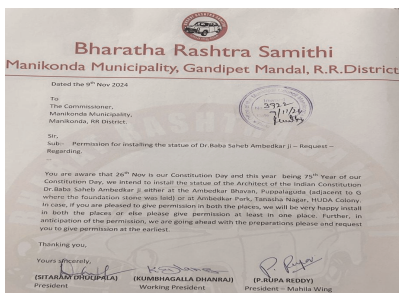 Bharatha Rashtra Samithi
Manikonda Municipality, Gandipet Mandal, R.R.District
Dated the 9th Nov 2024
To
The Commissioner,
Manikonda Municipality,
Manikonda, RR District.
Sir,
Sub:- Permission for installing the statue of Dr.Baba Saheb Ambedkar ji – Request –
Regarding.
You are aware that 26th Nov is our Constitution Day and this year being 75th Year of our
Constitution Day, we intend to install the statue of the Architect of the Indian Constitution
Dr.Baba Saheb Ambedkar ji either at the Ambedkar Bhavan, Puppalaguda (adjacent to G
where the foundation stone was laid) or at Ambedkar Park, Tanasha Nagar, HUDA Colony.
In case, if you are pleased to give permission in both the places, we will be very happy install
in both the places or else please give permission at least in one place. Further, in
anticipation of the permission, we are going ahead with the preparations please and request
you to give permission at the earliest.
Thanking you,
Yours sincerely,
(SITARAM DHULIPALA) (KUMBHAGALLA DHANRAJ) (P.RUPA REDDY)
President Working President President – Mahila Wing